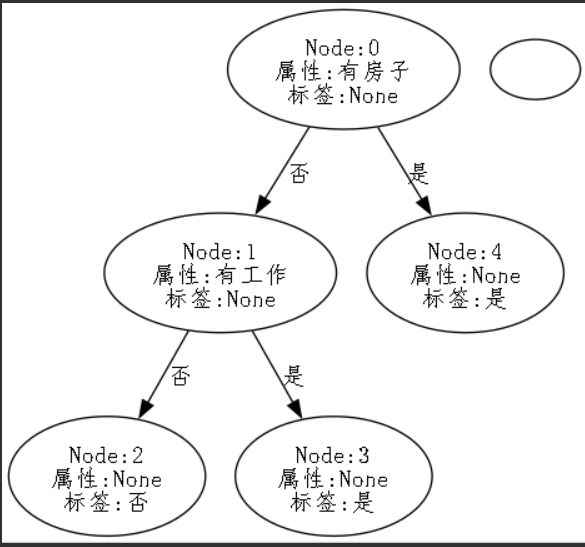 Node:0
属性:有房子
标签:None
否
是
Node:1
属性:有工作
标签:None
Node:4
属性:None
标签:是
否
是
Node:2
属性:None
标签:否
Node:3
属性:None
标签:是